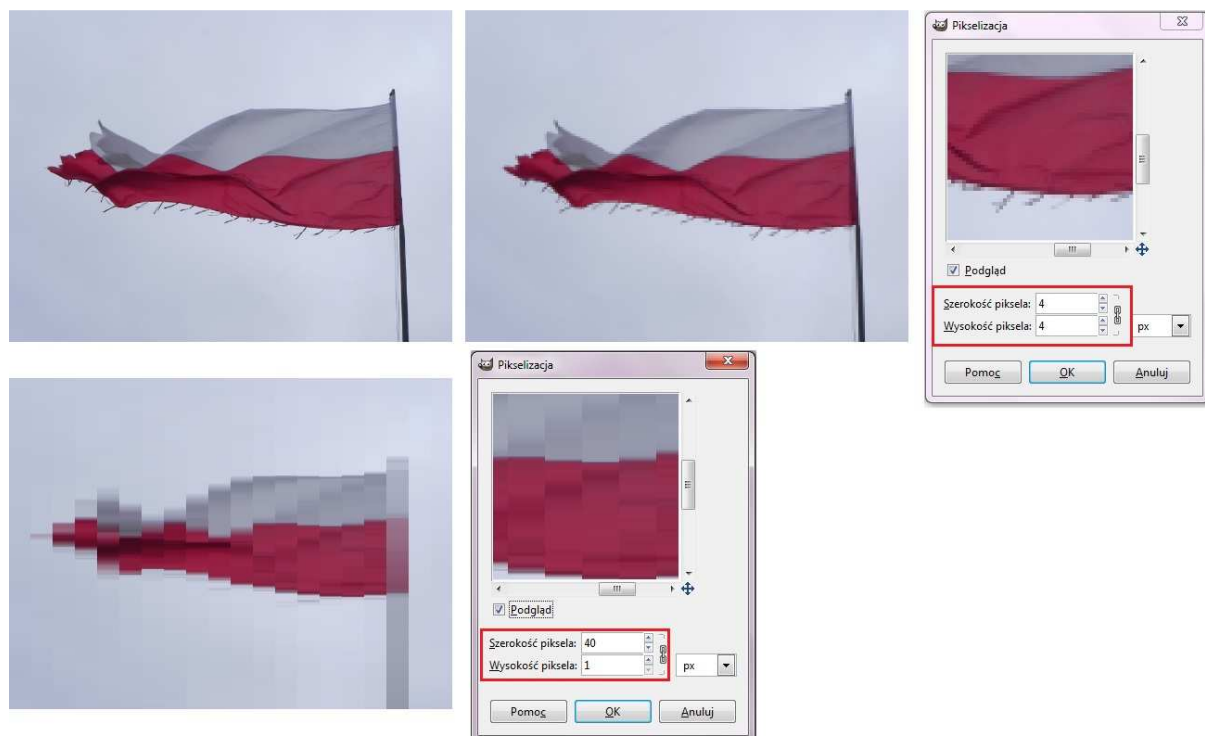 Pikselizacja
Podgląd
Szerokość piksela: 4
Wysokość piksela: 4
px
Pomoc
OK
Anuluj
Pikselizacja
Podgląd
Szerokość piksela: 40
Wysokość piksela: 1
px
Pomoc
OK
Anuluj